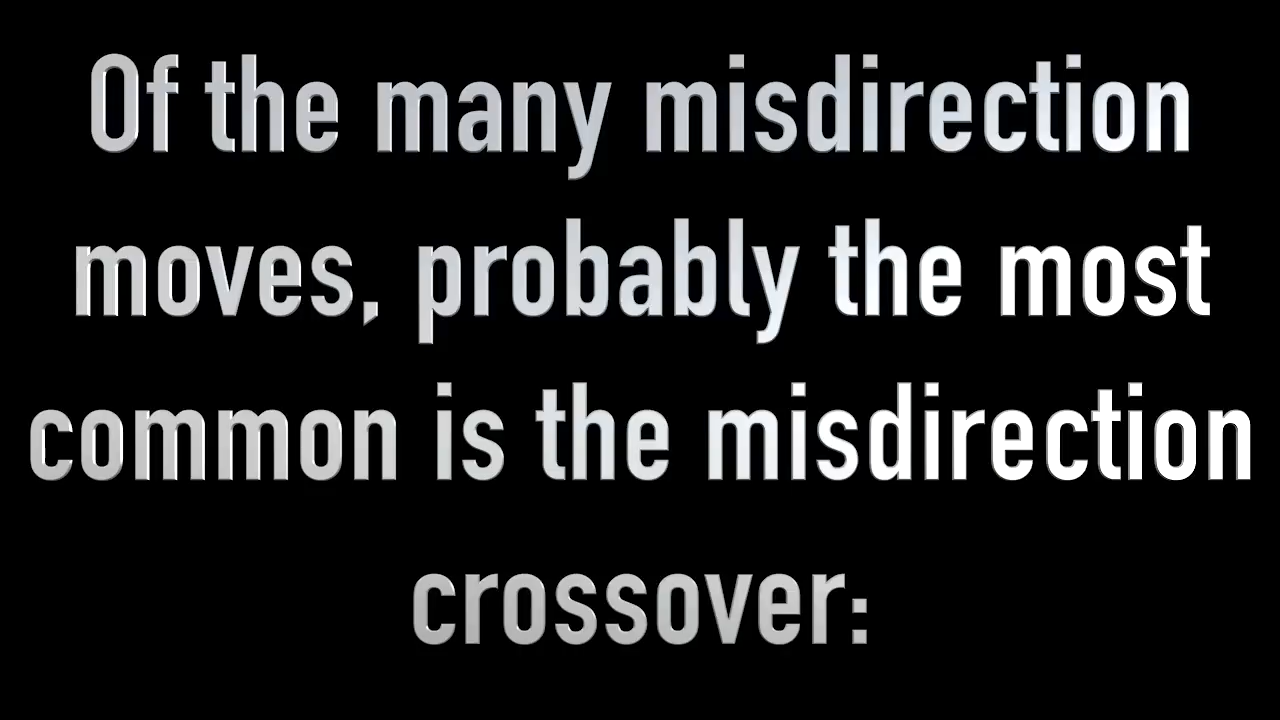 Of the many misdirection
moves, probably the most
common is the misdirection
crossover: